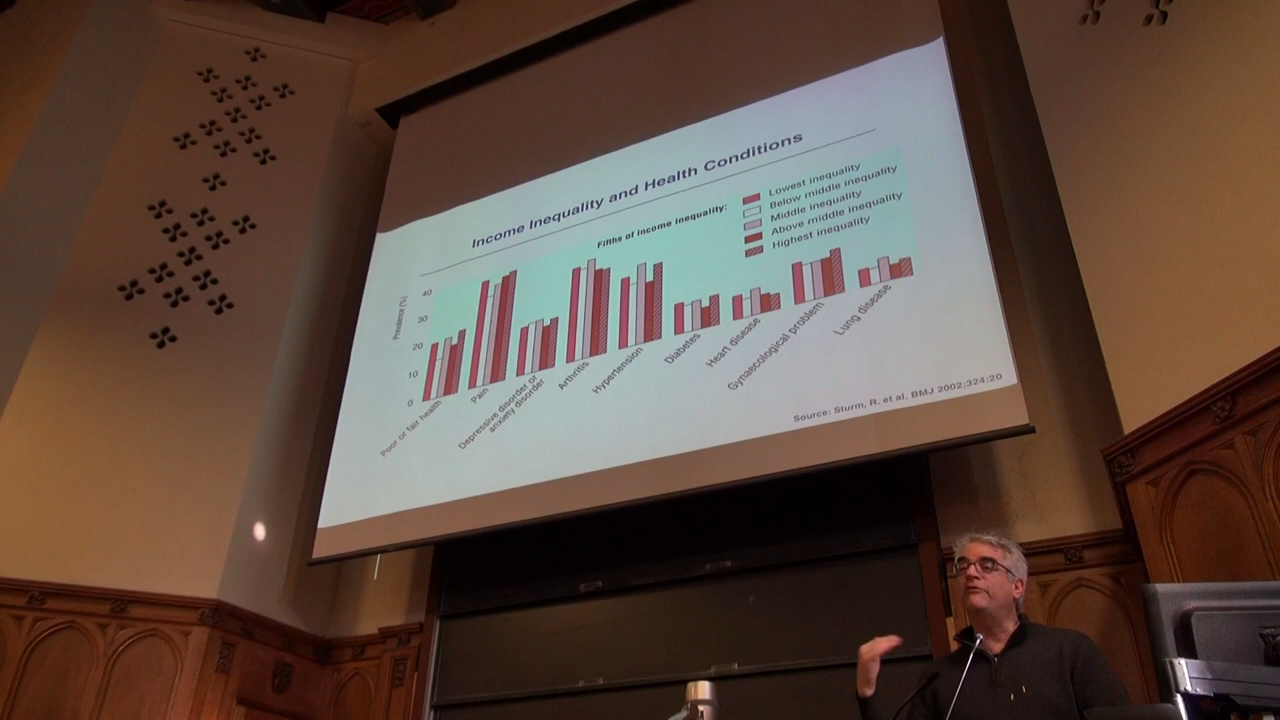 Income Inequality and Health Conditions
Fifths of income inequality:
Lowest inequality
Below middle inequality
Middle inequality
Above middle inequality
Highest inequality
Prevalence (%)
40
30
20
10
0
Poor or fair health
Pain
Depressive disorder or
anxiety disorder
Arthritis
Hypertension
Diabetes
Heart disease
Gynaecological problem
Lung disease
Source: Sturm, R. et al. BMJ 2002;324:20